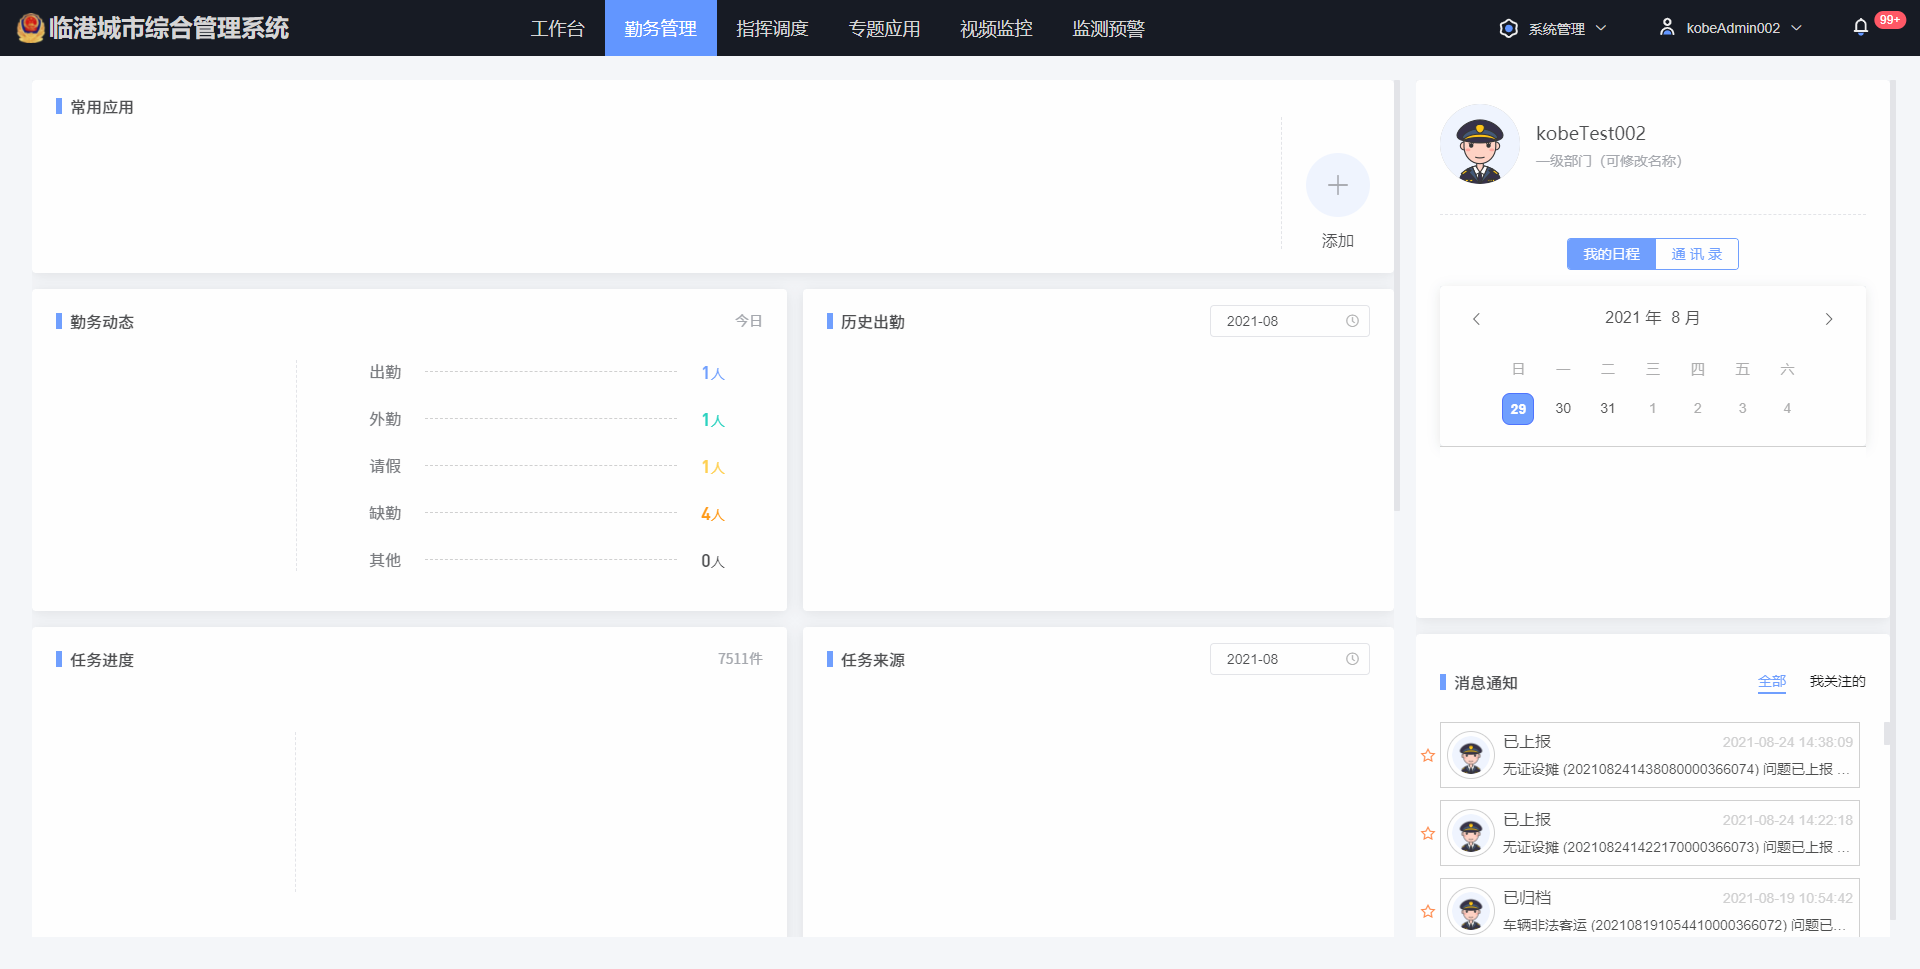 临港城市综合管理系统 工作台 勤务管理 指挥调度 专题应用 视频监控 监测预警 系统管理 kobeAdmin002 99+
常用应用
添加
勤务动态 今日
出勤 1人
外勤 1人
请假 1人
缺勤 4人
其他 0人
历史出勤 2021-08
任务进度 7511件
任务来源 2021-08
kobeTest002
一级部门（可修改名称）
我的日程 通讯录
2021 年 8 月
日 一 二 三 四 五 六
29 30 31 1 2 3 4
消息通知 全部 我关注的
已上报 2021-08-24 14:38:09
无证设摊 (202108241438080000366074) 问题已上报 ...
已上报 2021-08-24 14:22:18
无证设摊 (202108241422170000366073) 问题已上报 ...
已归档 2021-08-19 10:54:42
车辆非法客运 (202108191054410000366072) 问题已...